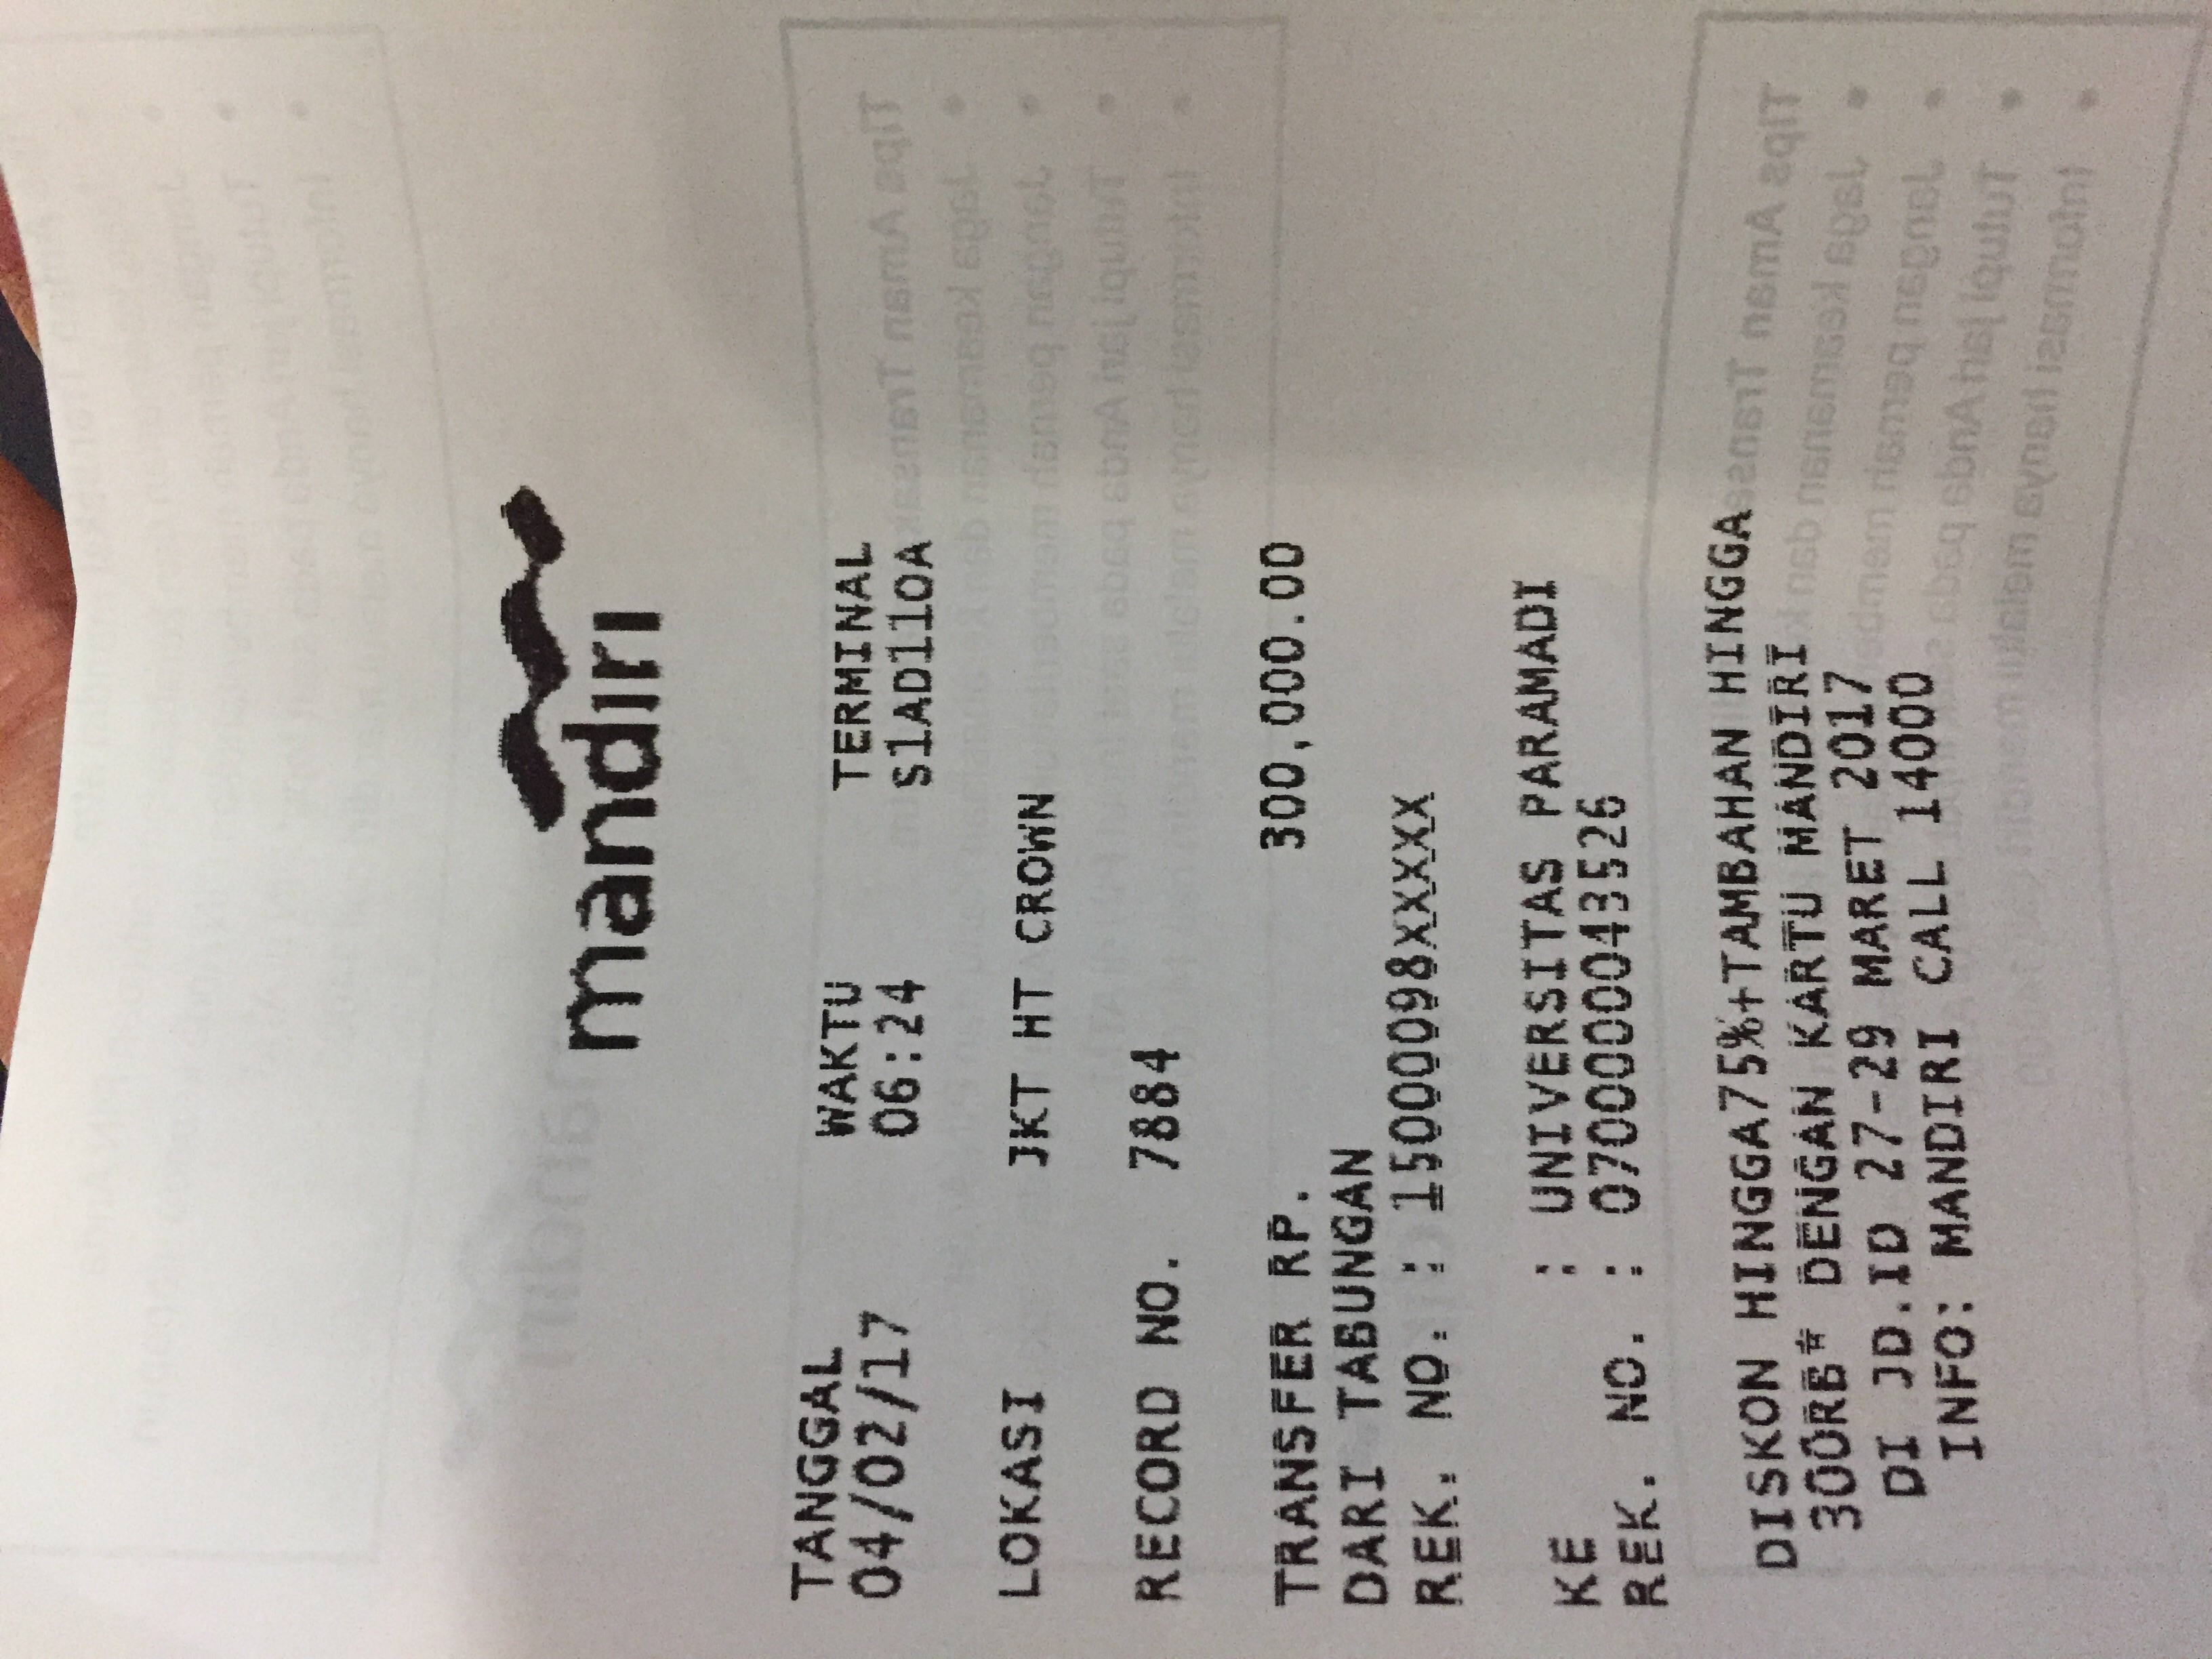 mandiri
TANGGAL WAKTU TERMINAL
04/02/17 06:24 S1AD110A
LOKASI JKT HT CROWN
RECORD NO. 7884
TRANSFER RP. 300,000.00
DARI TABUNGAN
REK. NO. : 15000098XXXXX
KE : UNIVERSITAS PARAMADI
REK. NO. : 0700000043526
DISKON HINGGA75%+TAMBAHAN HINGGA
300RB* DENGAN KARTU MANDIRI
DI JD.ID 27-29 MARET 2017
INFO: MANDIRI CALL 14000